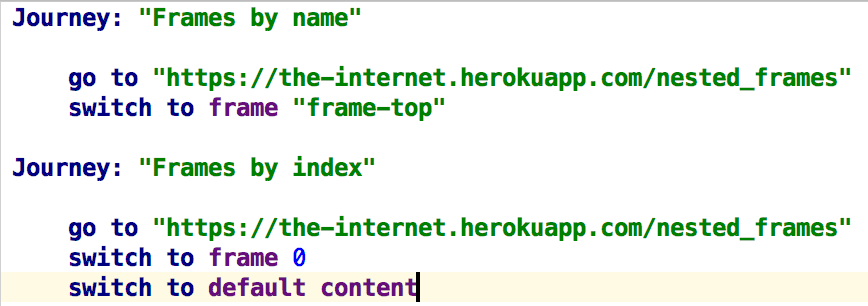 Journey: "Frames by name"
go to "https://the-internet.herokuapp.com/nested_frames"
switch to frame "frame-top"
Journey: "Frames by index"
go to "https://the-internet.herokuapp.com/nested_frames"
switch to frame 0
switch to default content